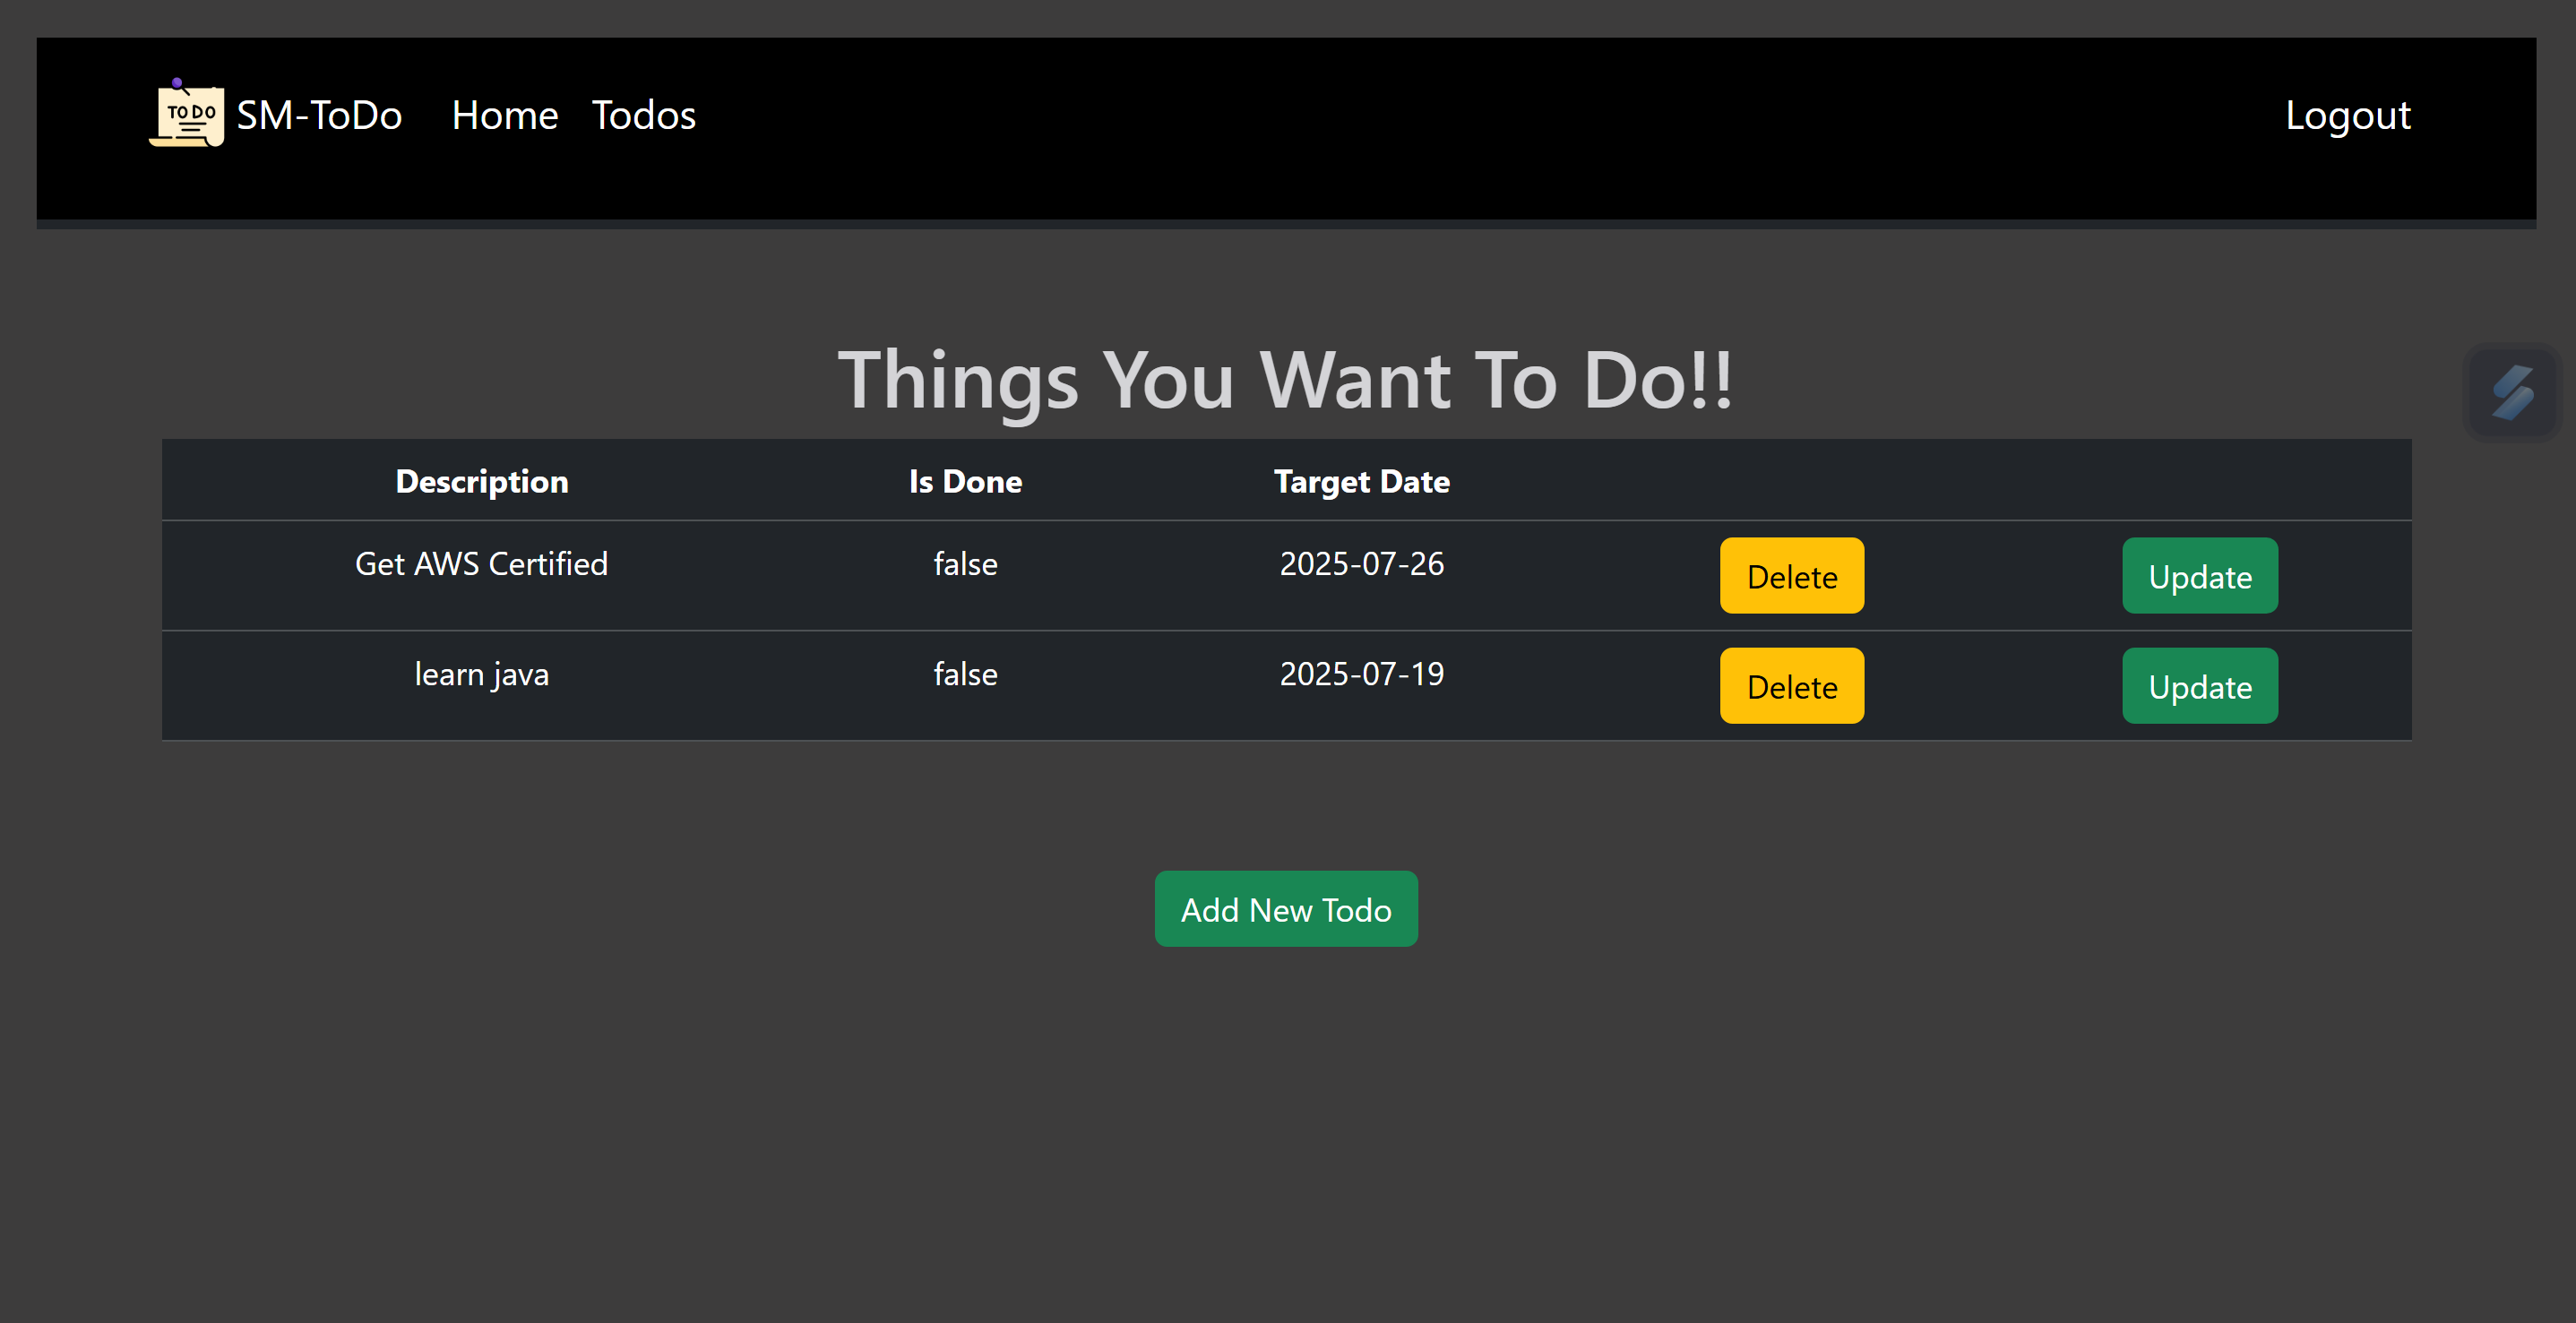 TO DO SM-ToDo Home Todos Logout
Things You Want To Do!!
Description Is Done Target Date
Get AWS Certified false 2025-07-26 Delete Update
learn java false 2025-07-19 Delete Update
Add New Todo